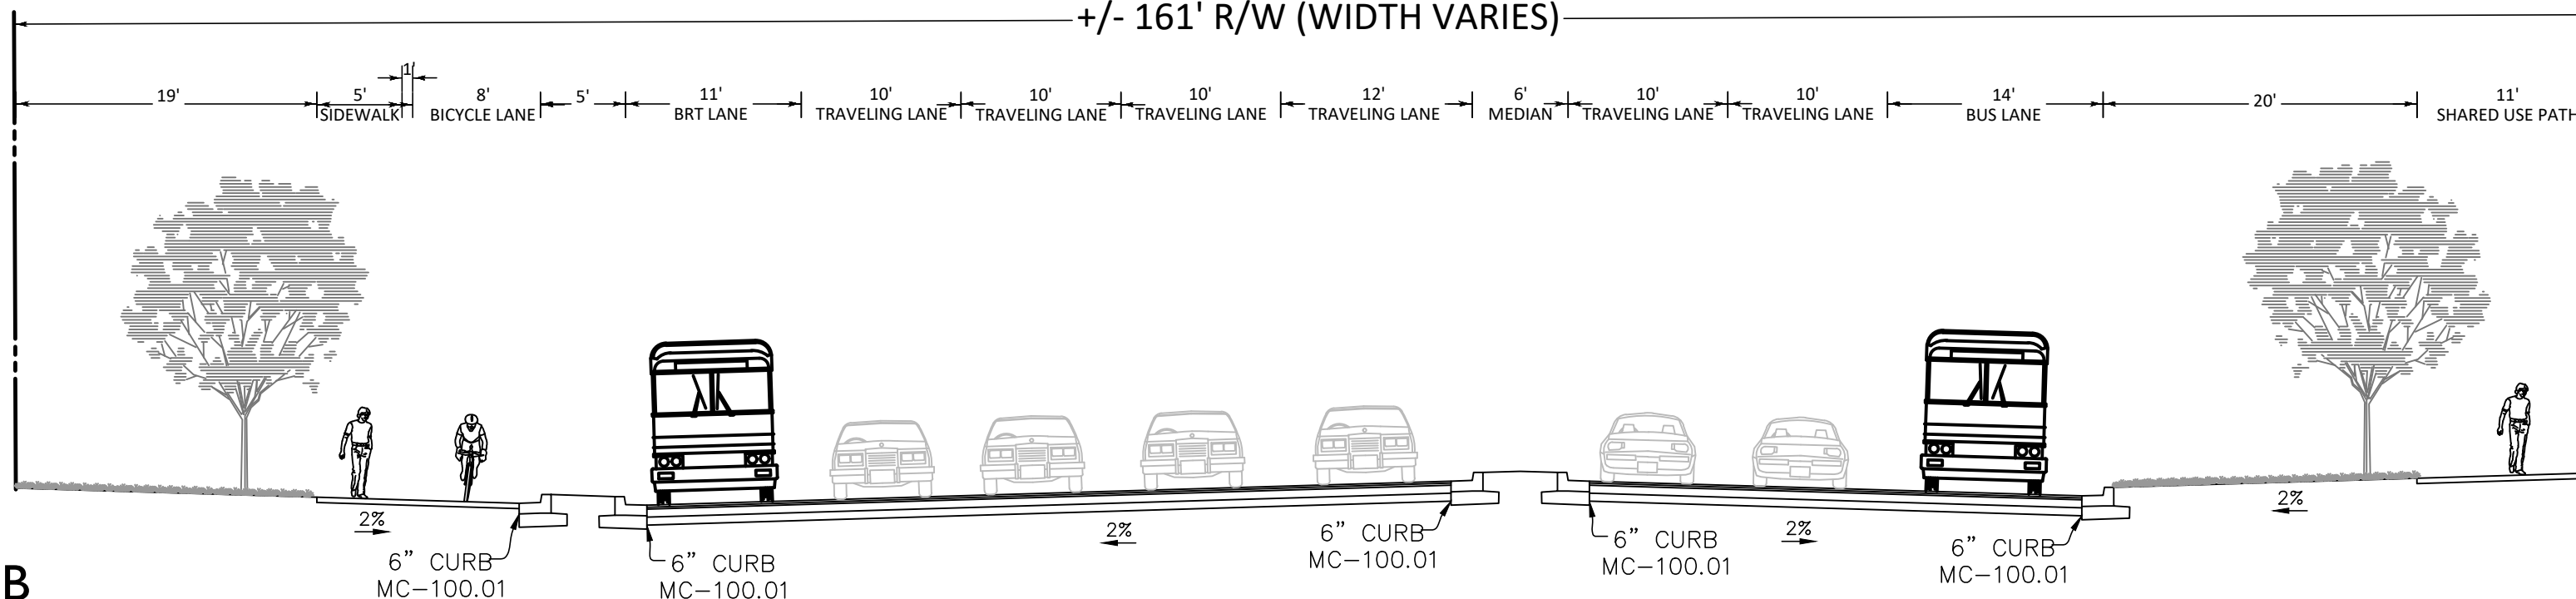 +/- 161' R/W (WIDTH VARIES)
19'
5'
SIDEWALK
1'
8'
BICYCLE LANE
5'
11'
BRT LANE
10'
TRAVELING LANE
10'
TRAVELING LANE
10'
TRAVELING LANE
12'
TRAVELING LANE
6'
MEDIAN
10'
TRAVELING LANE
10'
TRAVELING LANE
14'
BUS LANE
20'
11'
SHARED USE PATH
2%
2%
2%
2%
6” CURB
MC-100.01
6” CURB
MC-100.01
6” CURB
MC-100.01
6” CURB
MC-100.01
6” CURB
MC-100.01
B